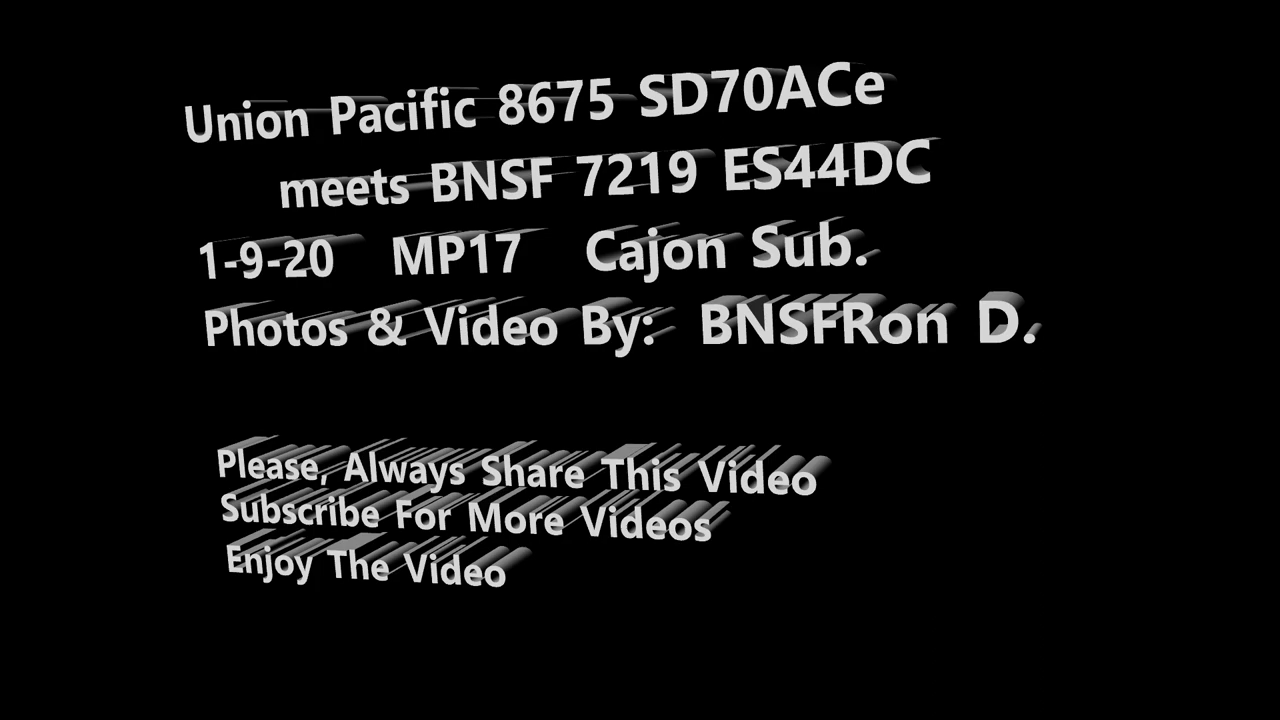 Union Pacific 8675 SD70ACe
meets BNSF 7219 ES44DC
1-9-20 MP17 Cajon Sub.
Photos & Video By: BNSFRon D.
Please, Always Share This Video
Subscribe For More Videos
Enjoy The Video